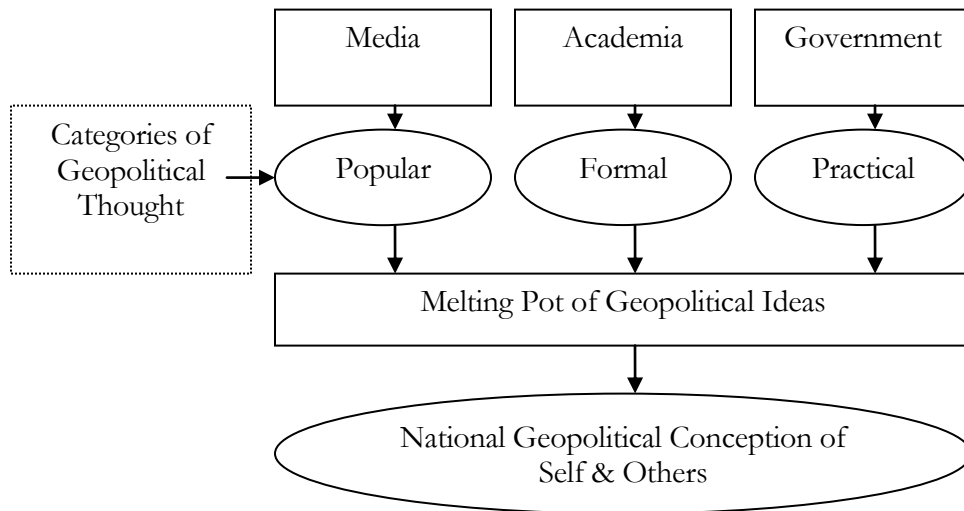 Media
Academia
Government
Categories of
Geopolitical
Thought
Popular
Formal
Practical
Melting Pot of Geopolitical Ideas
National Geopolitical Conception of
Self & Others